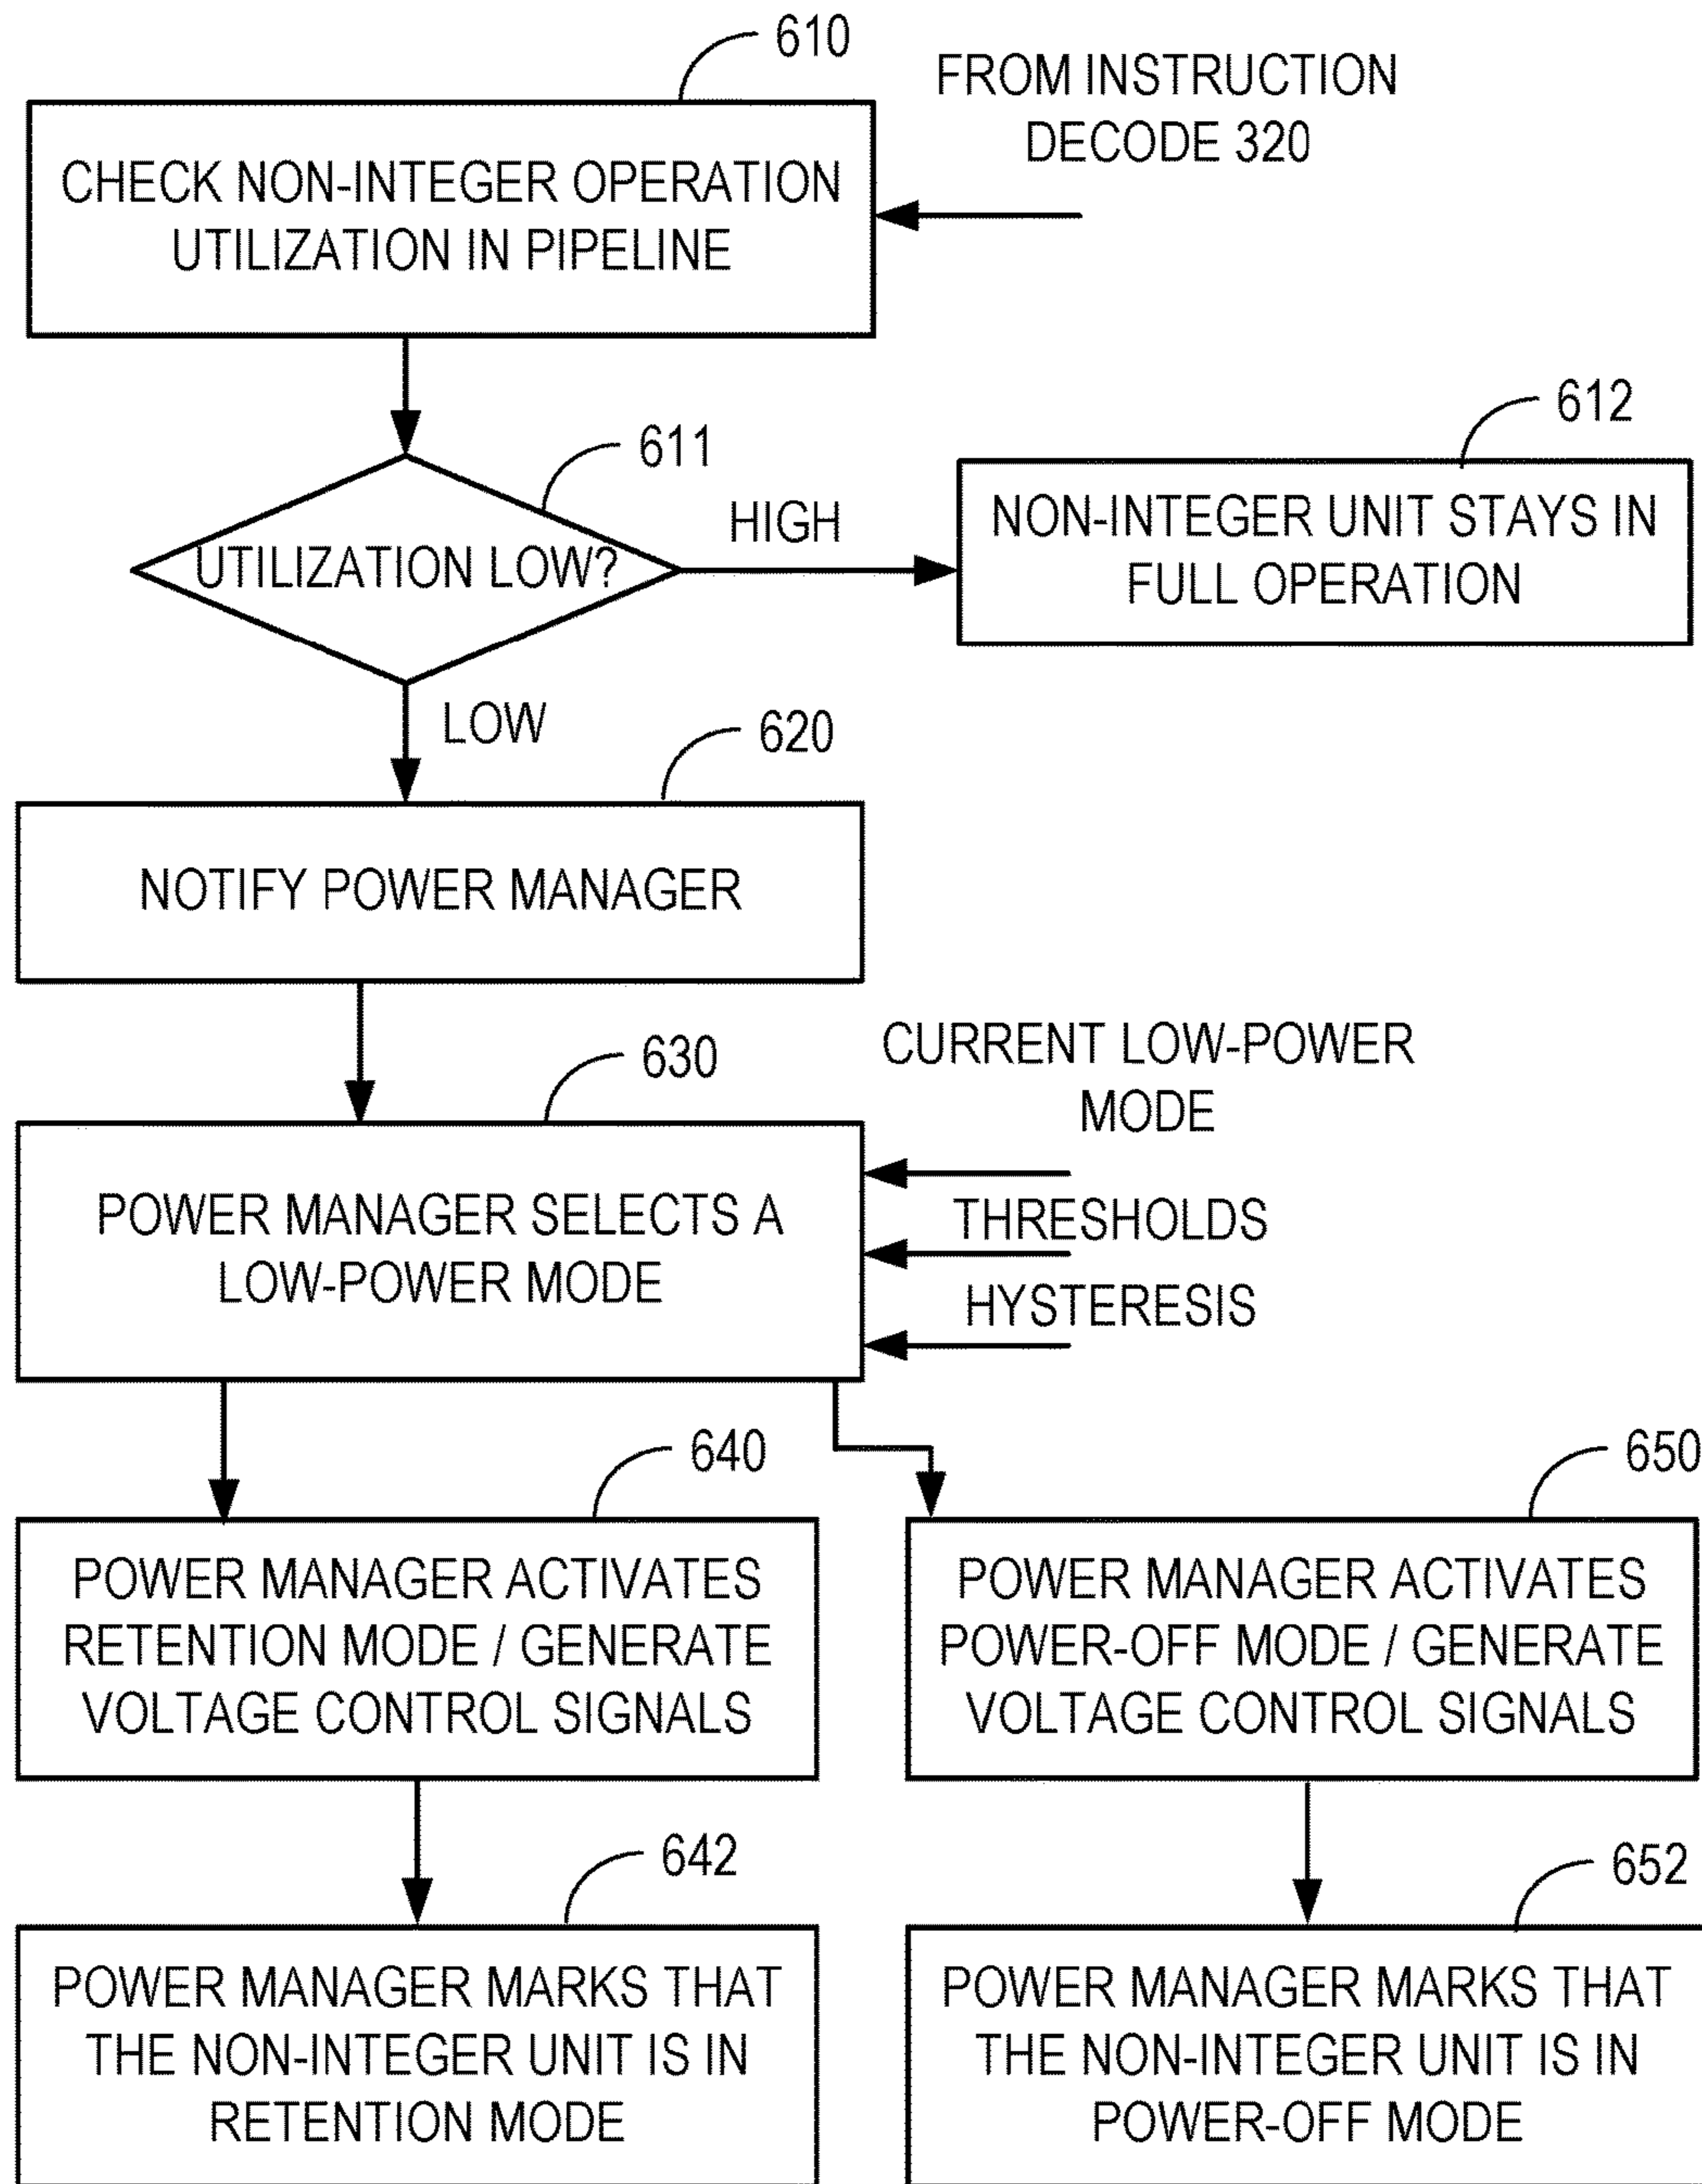 610
FROM INSTRUCTION
DECODE 320
CHECK NON-INTEGER OPERATION
UTILIZATION IN PIPELINE
611
612
UTILIZATION LOW?
HIGH
NON-INTEGER UNIT STAYS IN
FULL OPERATION
LOW
620
NOTIFY POWER MANAGER
630
CURRENT LOW-POWER
MODE
POWER MANAGER SELECTS A
LOW-POWER MODE
THRESHOLDS
HYSTERESIS
640
POWER MANAGER ACTIVATES
RETENTION MODE / GENERATE
VOLTAGE CONTROL SIGNALS
650
POWER MANAGER ACTIVATES
POWER-OFF MODE / GENERATE
VOLTAGE CONTROL SIGNALS
642
POWER MANAGER MARKS THAT
THE NON-INTEGER UNIT IS IN
RETENTION MODE
652
POWER MANAGER MARKS THAT
THE NON-INTEGER UNIT IS IN
POWER-OFF MODE